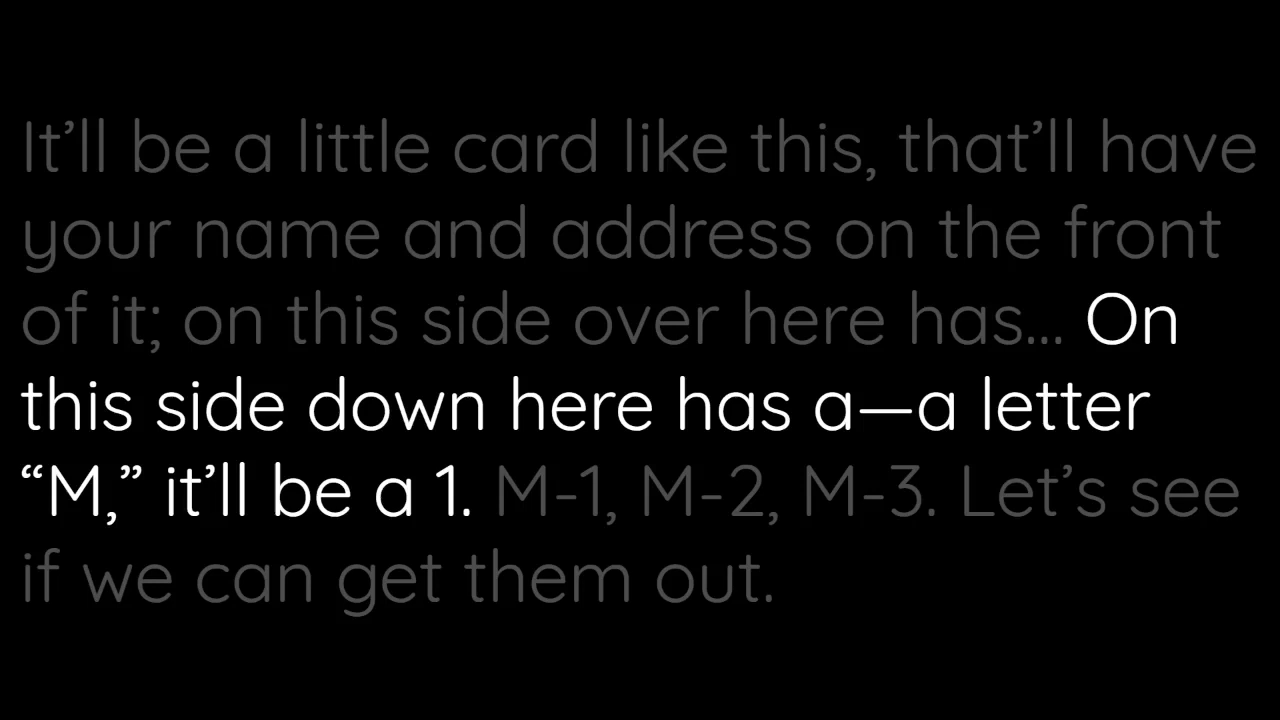 It’ll be a little card like this, that’ll have
your name and address on the front
of it; on this side over here has... On
this side down here has a—a letter
“M,” it’ll be a 1. M-1, M-2, M-3. Let’s see
if we can get them out.